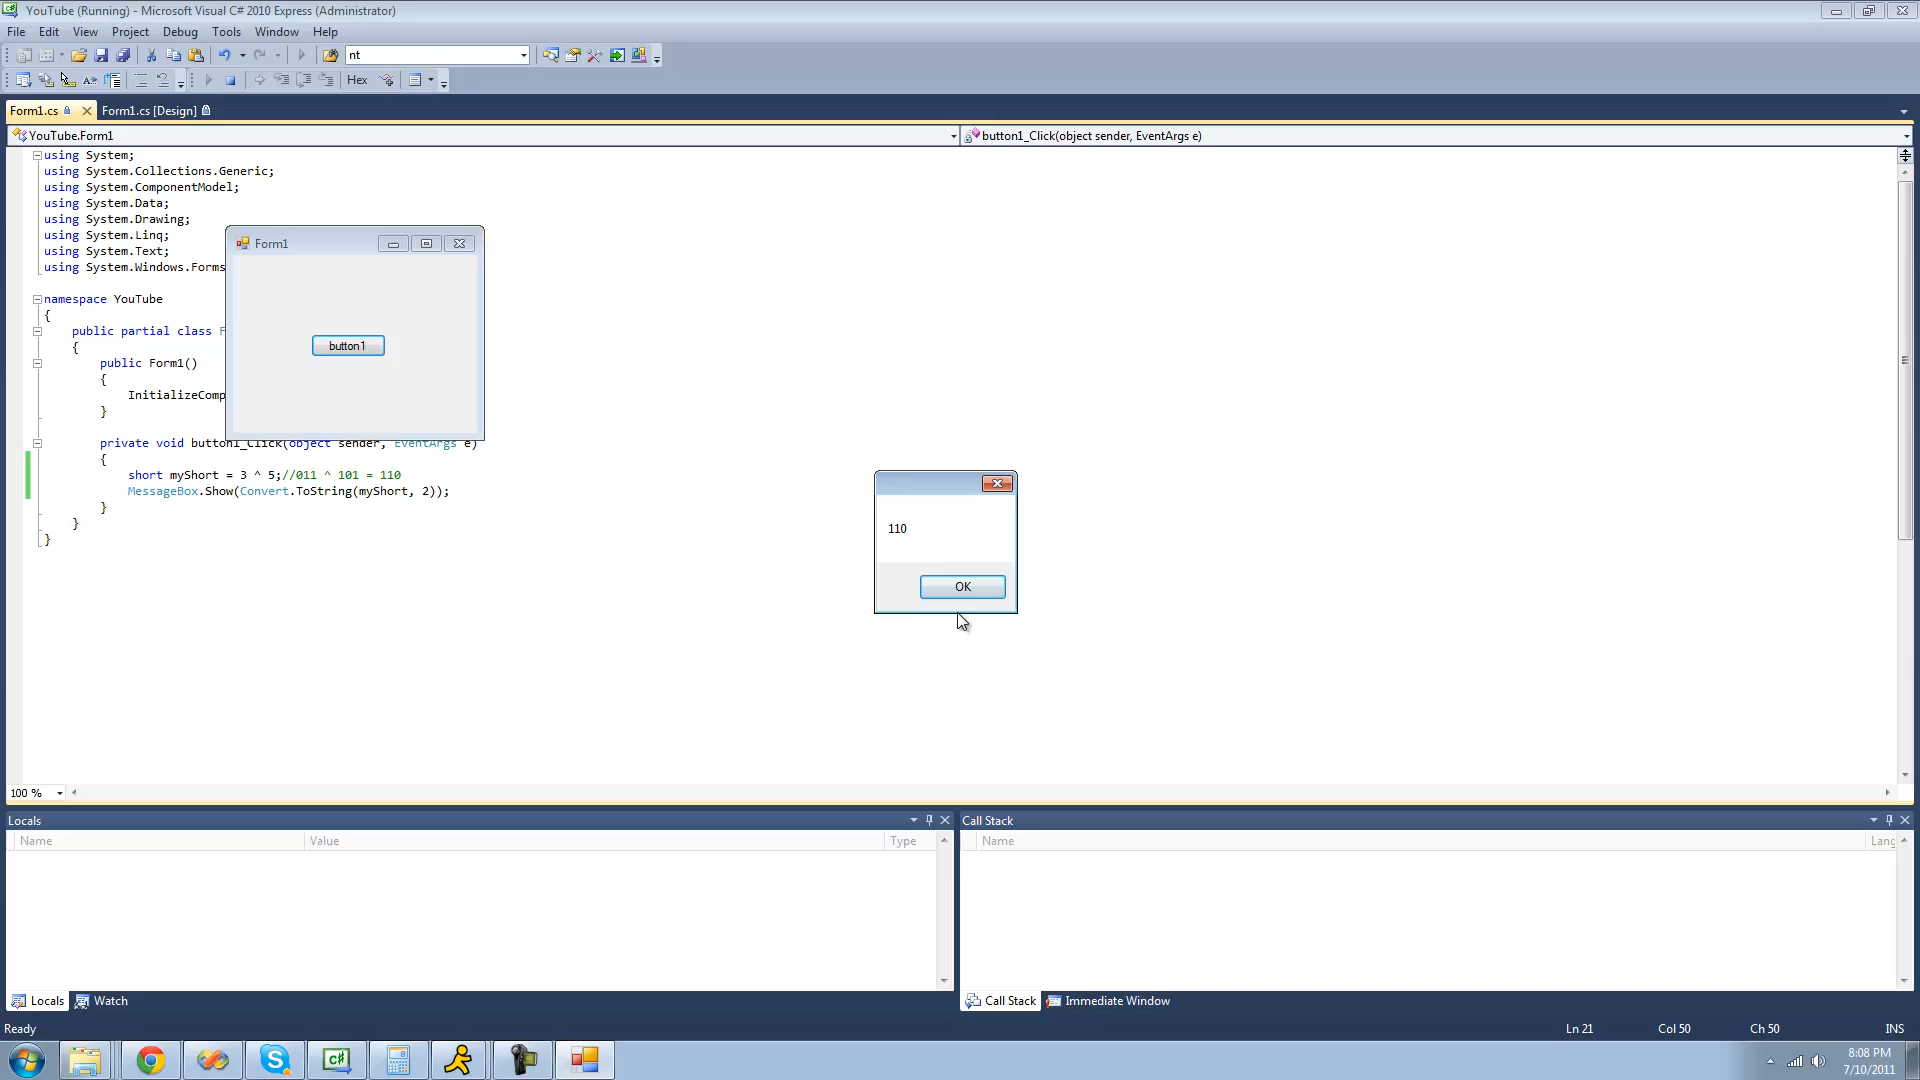 YouTube (Running) - Microsoft Visual C# 2010 Express (Administrator)
File Edit View Project Debug Tools Window Help
nt
Hex
Form1.cs Form1.cs [Design]
YouTube.Form1 button1_Click(object sender, EventArgs e)
using System;
using System.Collections.Generic;
using System.ComponentModel;
using System.Data;
using System.Drawing;
using System.Linq;
using System.Text;
using System.Windows.Forms
namespace YouTube
{
public partial class F
{
public Form1()
{
InitializeComp
}
private void button1_Click(object sender, EventArgs e)
{
short myShort = 3 ^ 5;//011 ^ 101 = 110
MessageBox.Show(Convert.ToString(myShort, 2));
}
}
}
Form1
button1
110
OK
100 %
Locals
Name Value Type
Call Stack
Name Lang
Locals Watch
Call Stack Immediate Window
Ready Ln 21 Col 50 Ch 50 INS
C#
8:08 PM
7/10/2011